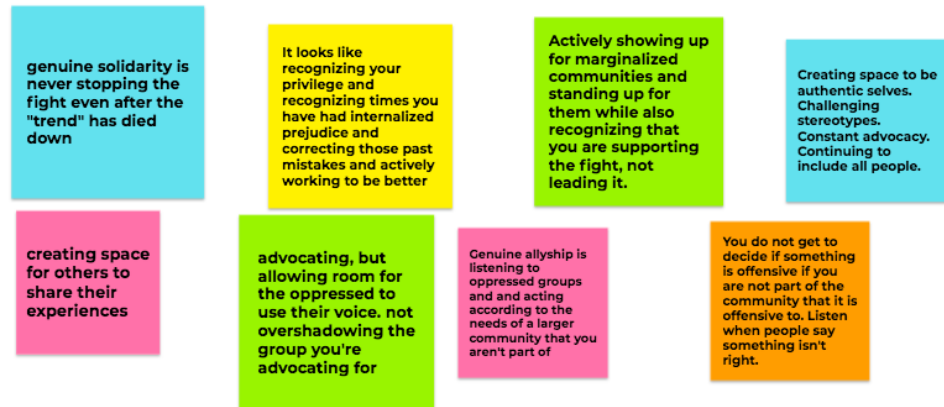 genuine solidarity is
never stopping the
fight even after the
"trend" has died
down
It looks like
recognizing your
privilege and
recognizing times you
have had internalized
prejudice and
correcting those past
mistakes and actively
working to be better
Actively showing up
for marginalized
communities and
standing up for
them while also
recognizing that
you are supporting
the fight, not
leading it.
Creating space to be
authentic selves.
Challenging
stereotypes.
Constant advocacy.
Continuing to
include all people.
creating space
for others to
share their
experiences
advocating, but
allowing room for
the oppressed to
use their voice. not
overshadowing the
group you're
advocating for
Genuine allyship is
listening to
oppressed groups
and and acting
according to the
needs of a larger
community that you
aren't part of
You do not get to
decide if something
is offensive if you
are not part of the
community that it is
offensive to. Listen
when people say
something isn't
right.